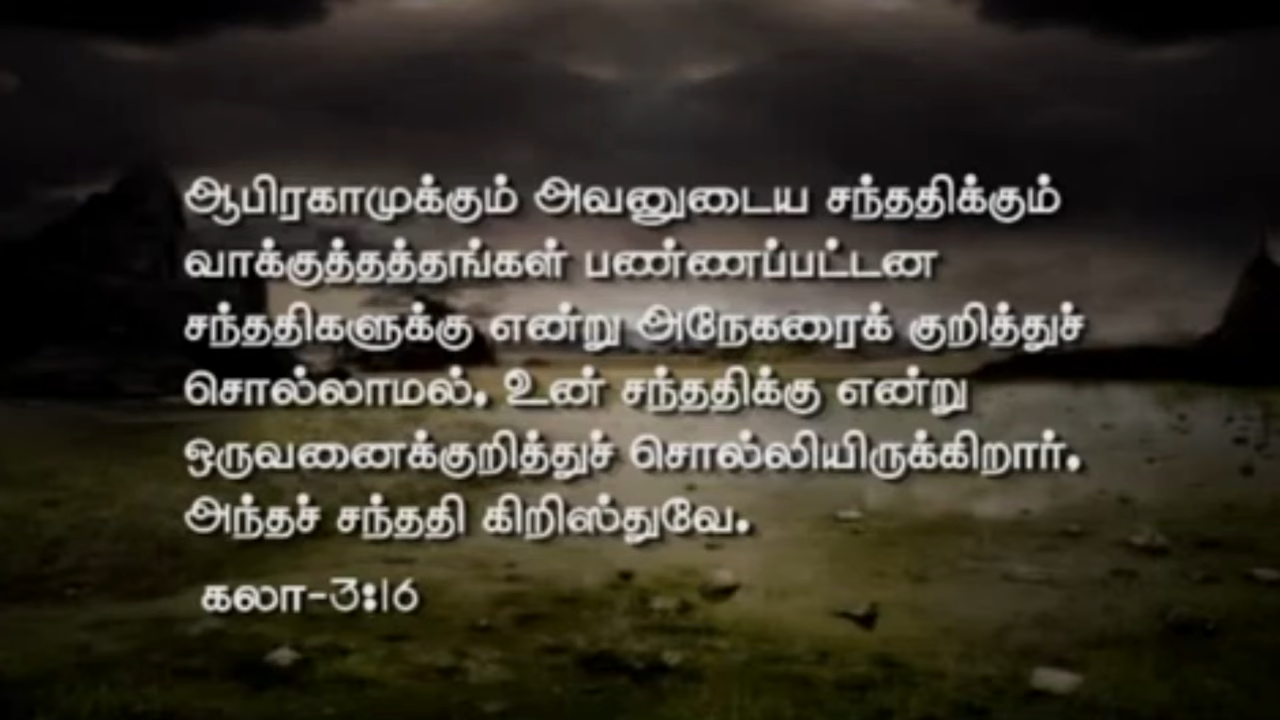 ஆபிரகாமுக்கும் அவனுடைய சந்ததிக்கும்
வாக்குத்தத்தங்கள் பண்ணப்பட்டன
சந்ததிகளுக்கு என்று அநேகரைக் குறித்துச்
சொல்லாமல், உன் சந்ததிக்கு என்று
ஒருவனைக்குறித்துச் சொல்லியிருக்கிறார்,
அந்தச் சந்ததி கிறிஸ்துவே.
கலா-3:16